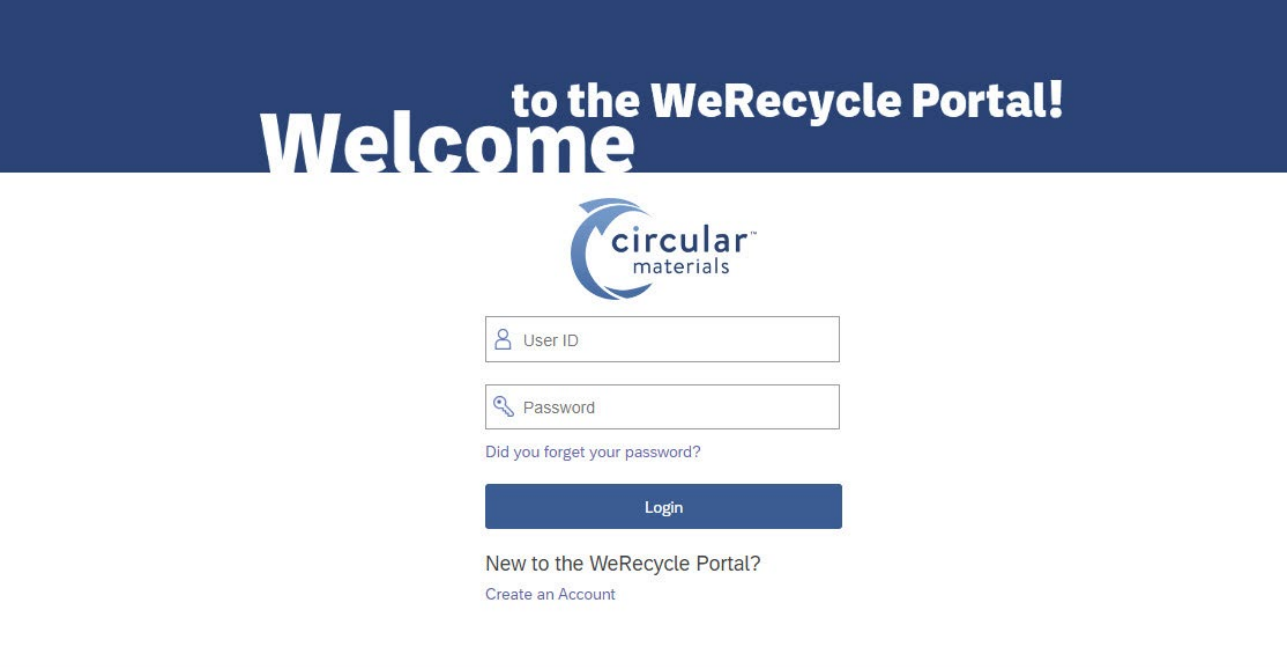 Welcome
to the WeRecycle Portal!
circular™
materials
User ID
Password
Did you forget your password?
Login
New to the WeRecycle Portal?
Create an Account